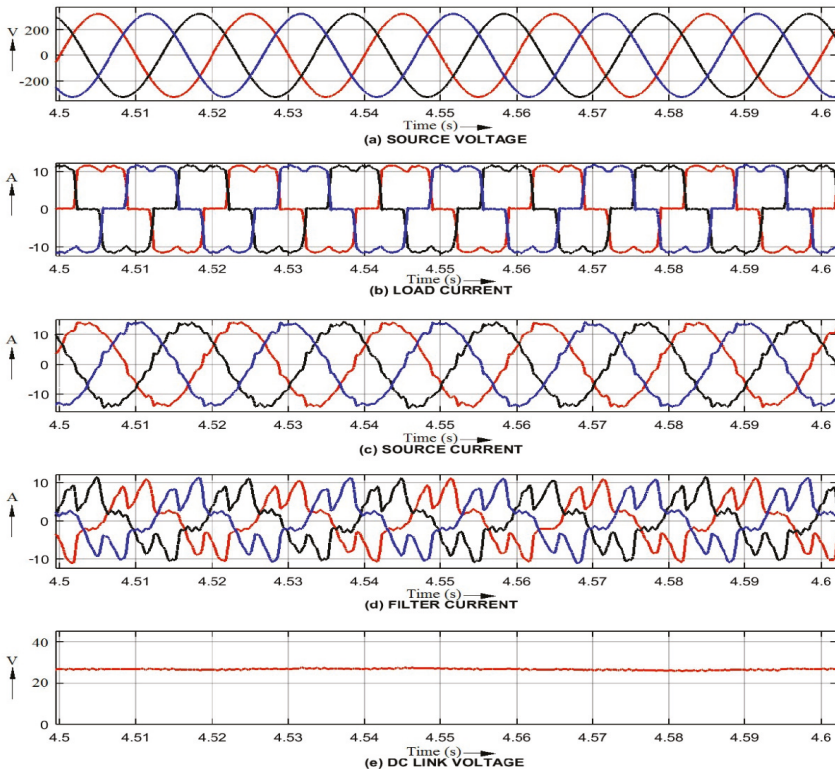 V
200
0
-200
4.5 4.51 4.52 4.53 4.54 4.55 4.56 4.57 4.58 4.59 4.6
Time (s)
(a) SOURCE VOLTAGE
A
10
0
-10
4.5 4.51 4.52 4.53 4.54 4.55 4.56 4.57 4.58 4.59 4.6
Time (s)
(b) LOAD CURRENT
A
10
0
-10
4.5 4.51 4.52 4.53 4.54 4.55 4.56 4.57 4.58 4.59 4.6
Time (s)
(c) SOURCE CURRENT
A
10
0
-10
4.5 4.51 4.52 4.53 4.54 4.55 4.56 4.57 4.58 4.59 4.6
Time (s)
(d) FILTER CURRENT
V
40
20
0
4.5 4.51 4.52 4.53 4.54 4.55 4.56 4.57 4.58 4.59 4.6
Time (s)
(e) DC LINK VOLTAGE